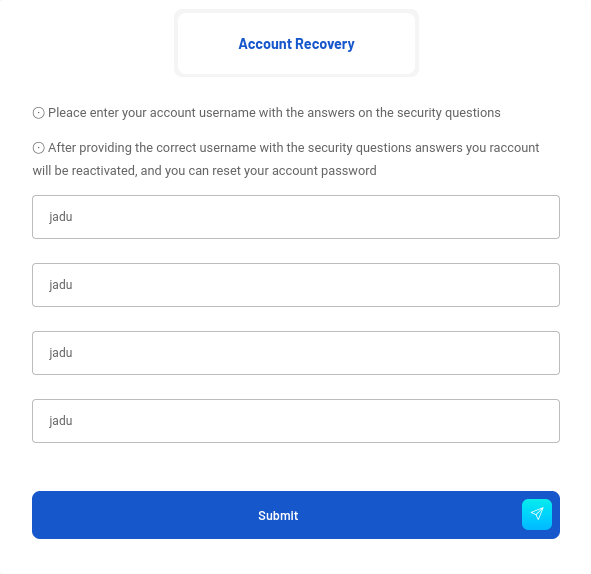 Account Recovery
Pleace enter your account username with the answers on the security questions
After providing the correct username with the security questions answers you raccount
will be reactivated, and you can reset your account password
jadu
jadu
jadu
jadu
Submit